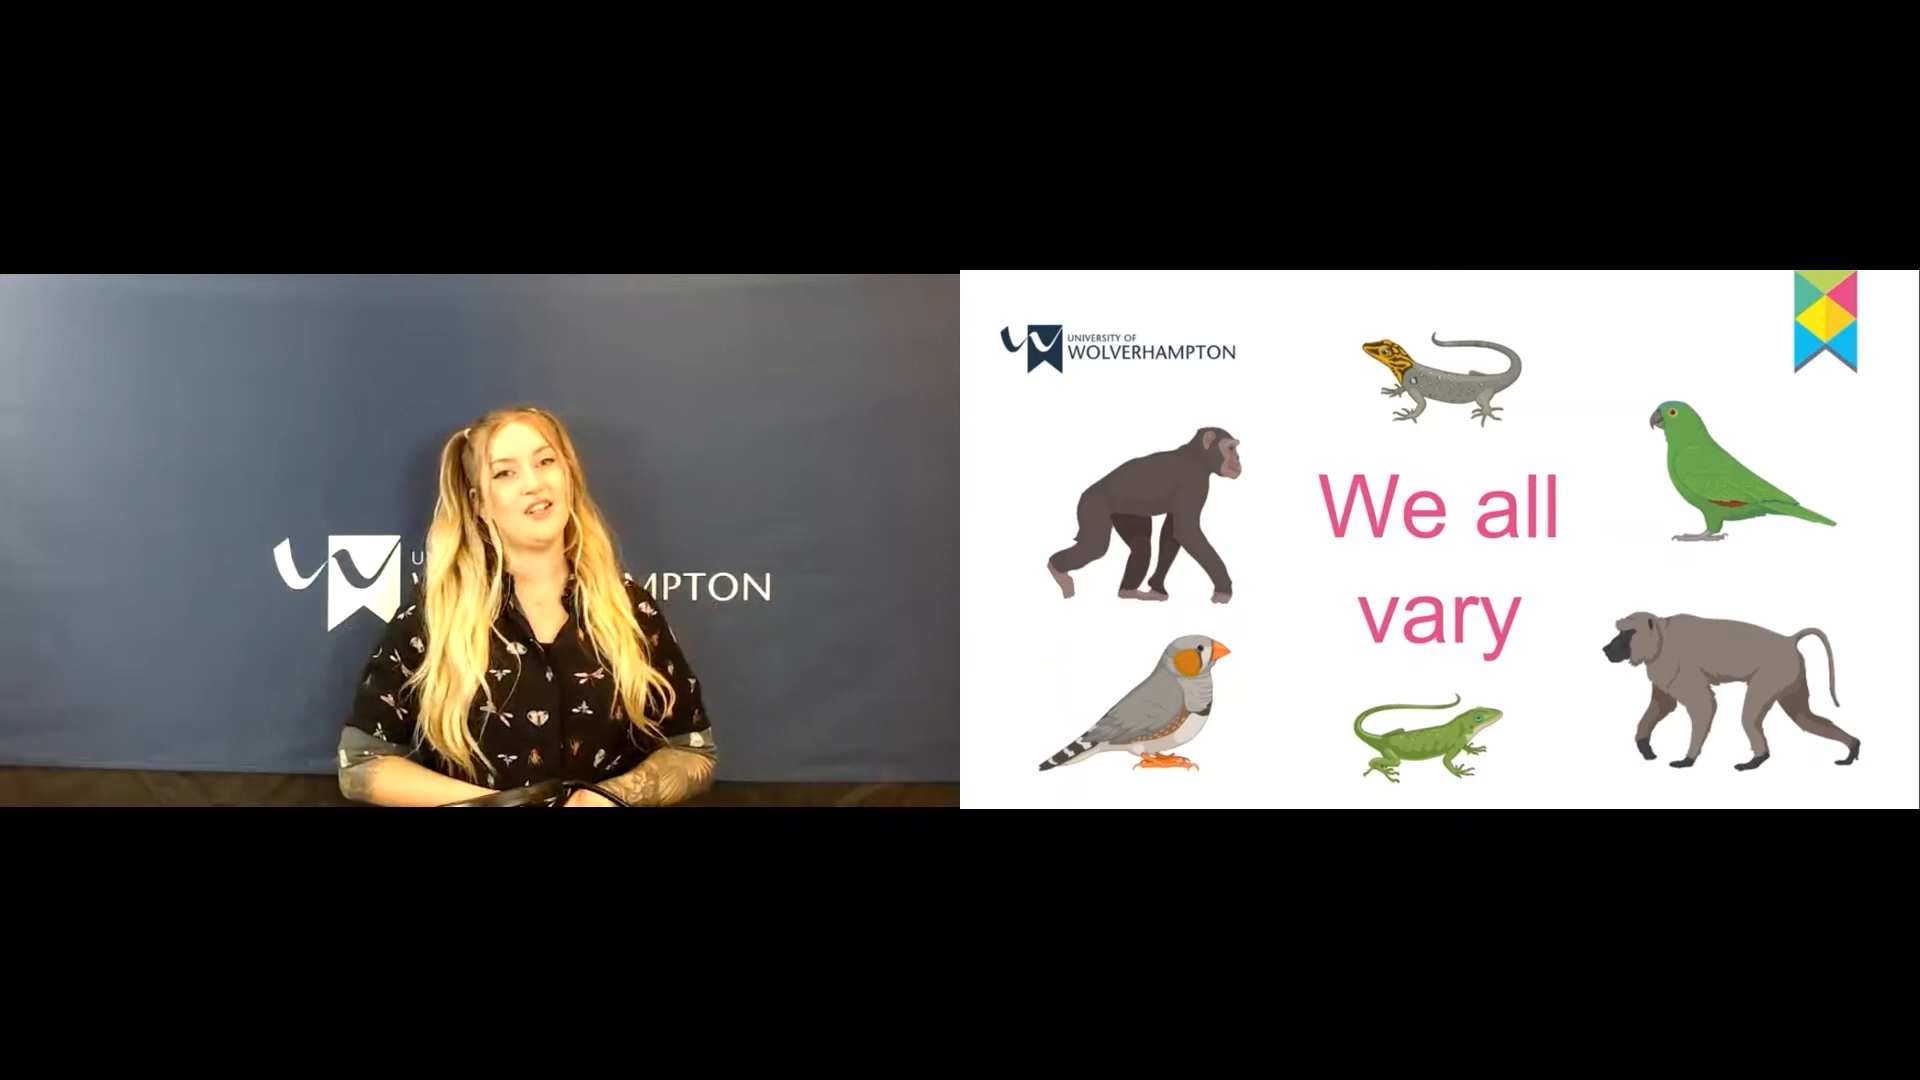 MPTON
UNIVERSITY OF
WOLVERHAMPTON
We all
vary